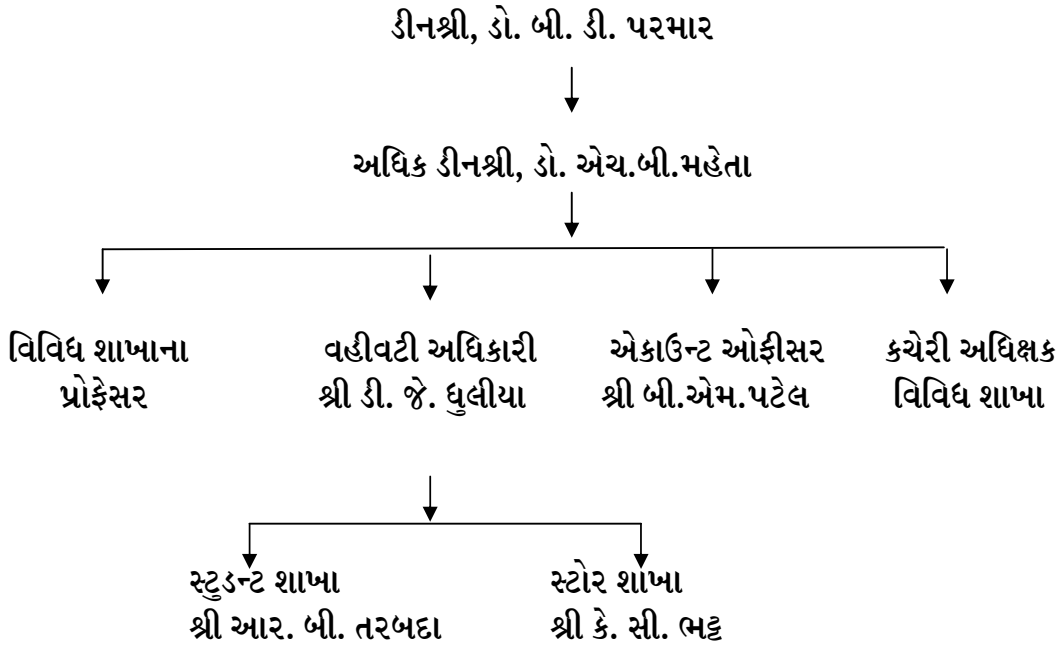 ડીનશ્રી, ડો. બી. ડી. પરમાર
અધિક ડીનશ્રી, ડો. એચ.બી.મહેતા
વિવિધ શાખાના
પ્રોફેસર
વહીવટી અધિકારી
શ્રી ડી. જે. ધુલીયા
એકાઉન્ટ ઓફીસર
શ્રી બી.એમ.પટેલ
કચેરી અધિક્ષક
વિવિધ શાખા
સ્ટુડન્ટ શાખા
શ્રી આર. બી. તરબદા
સ્ટોર શાખા
શ્રી કે. સી. ભટ્ટ